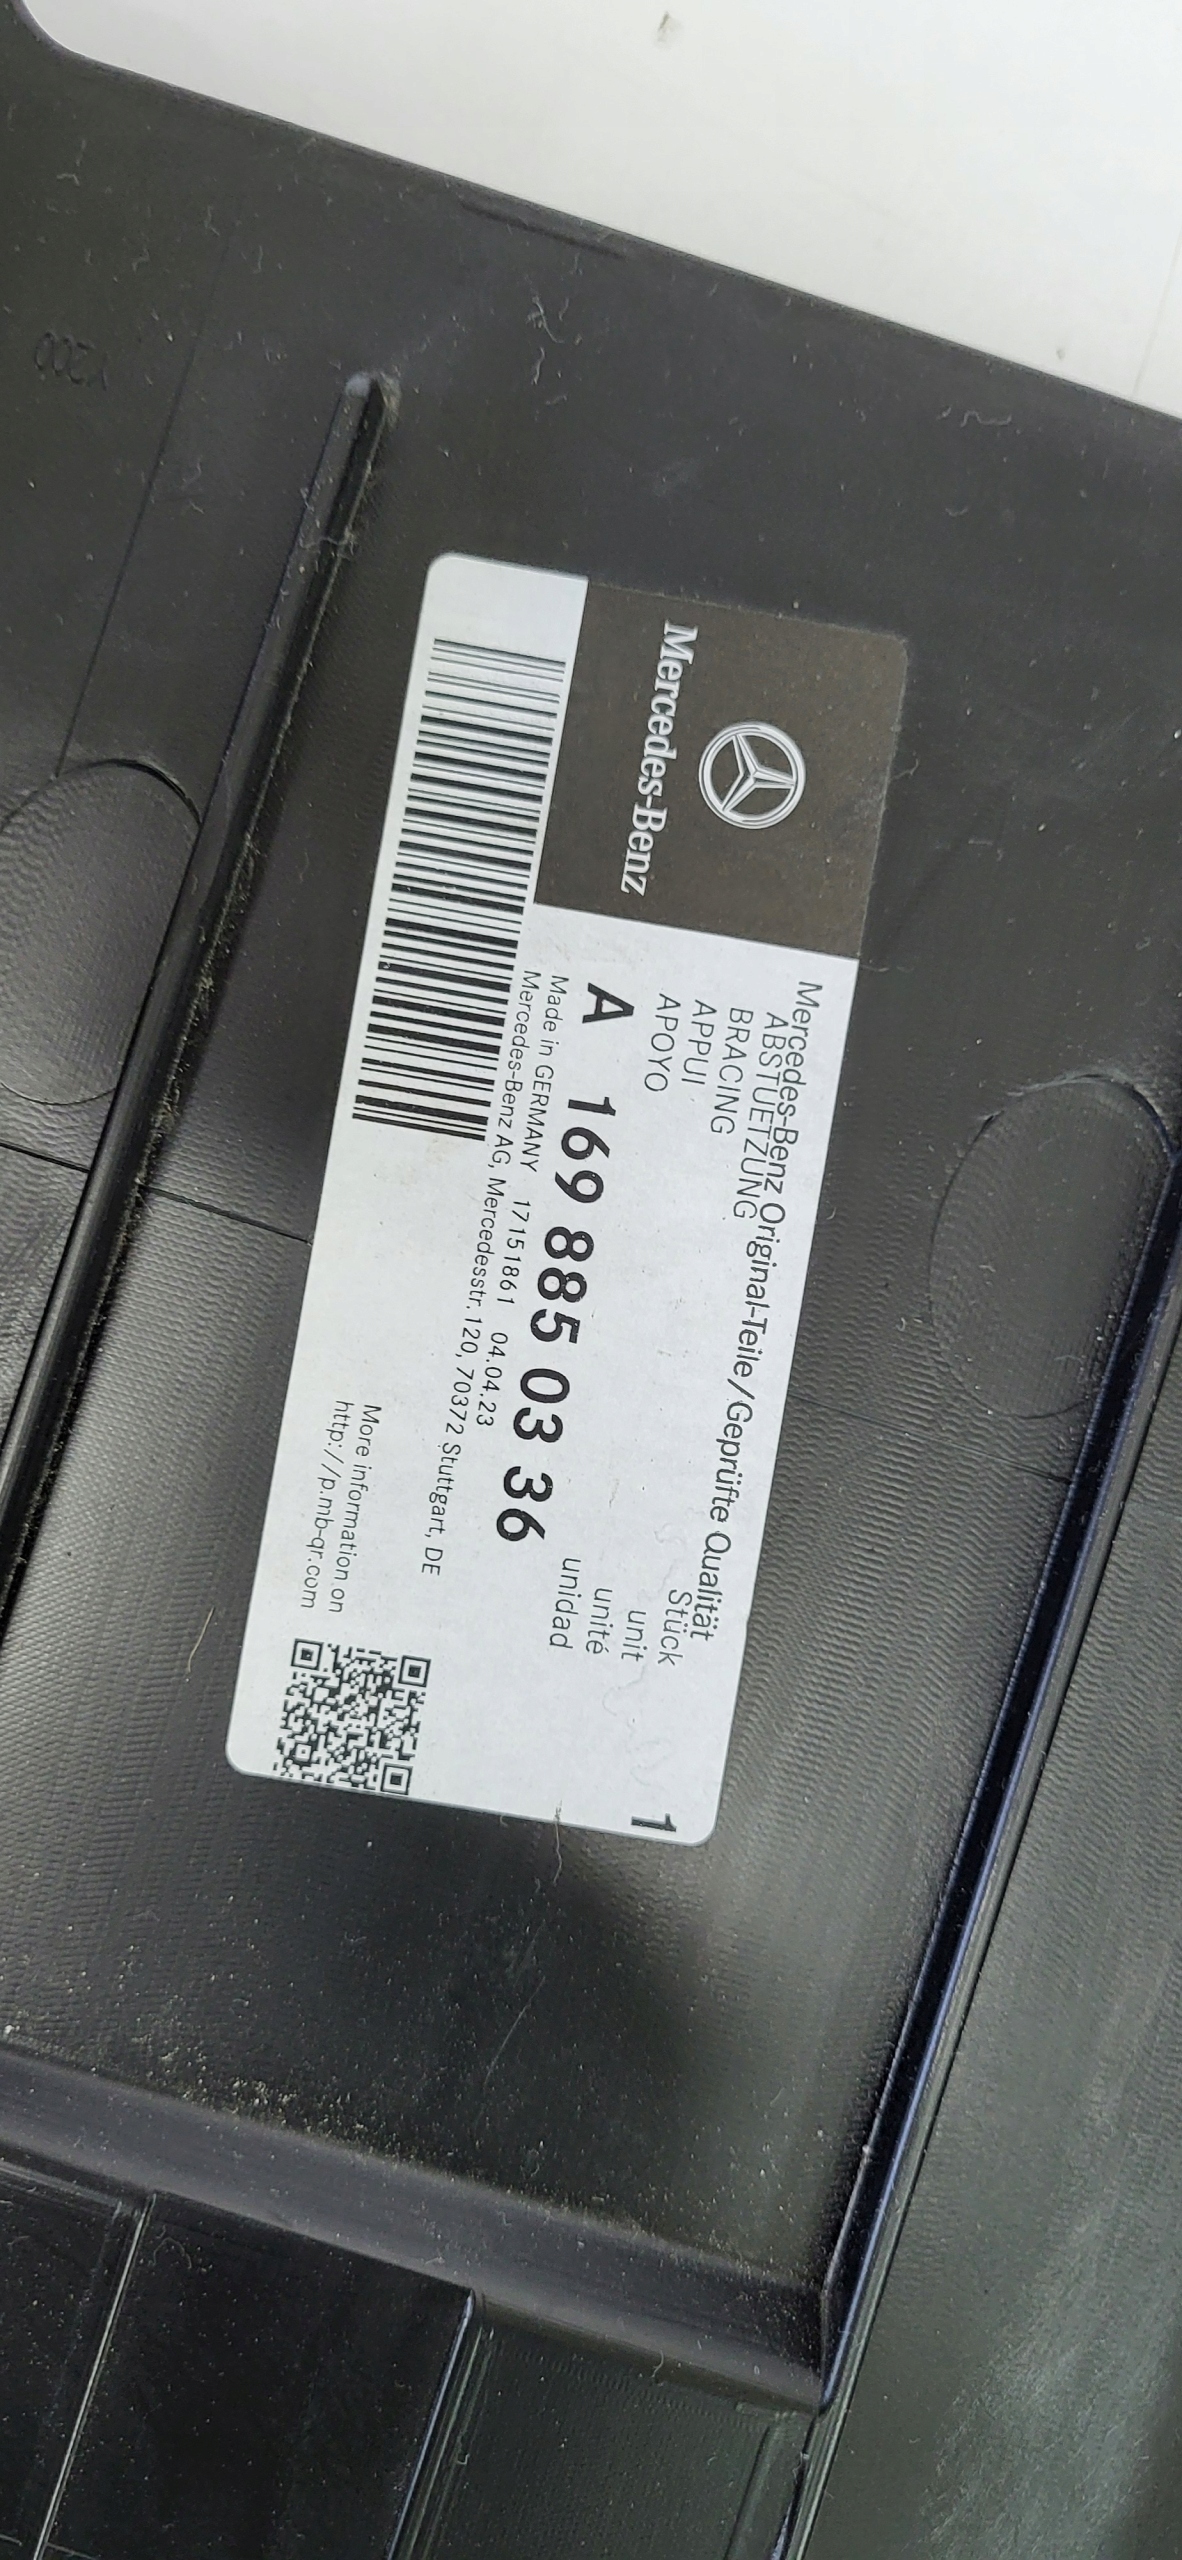 Mercedes-Benz
Mercedes-Benz Original-Teile/Geprüfte Qualität
ABSTUETZUNG Stück 1
BRACING unit
APPUI unité
APOYO unidad
A 169 885 03 36
Made in GERMANY 17151861 04.04.23
Mercedes-Benz AG, Mercedesstr. 120, 70372 Stuttgart, DE
More information on
http://p.mb-qr.com